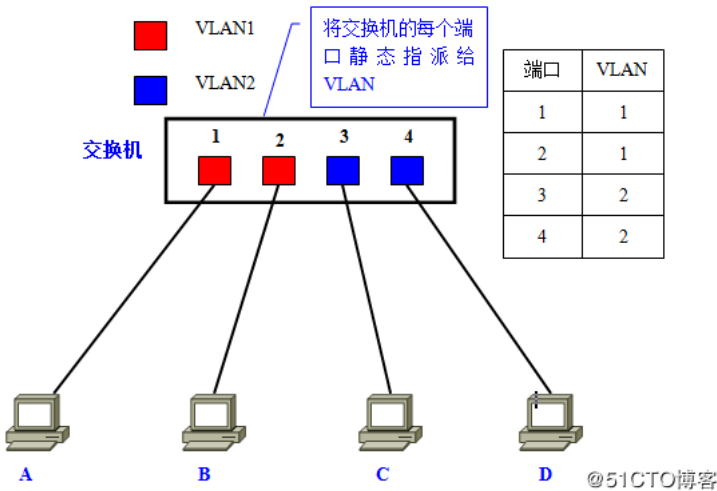 VLAN1
VLAN2
将交换机的每个端
口静态指派给
VLAN
交换机
1 2 3 4
端口 VLAN
1 1
2 1
3 2
4 2
A B C D
@51CTO博客